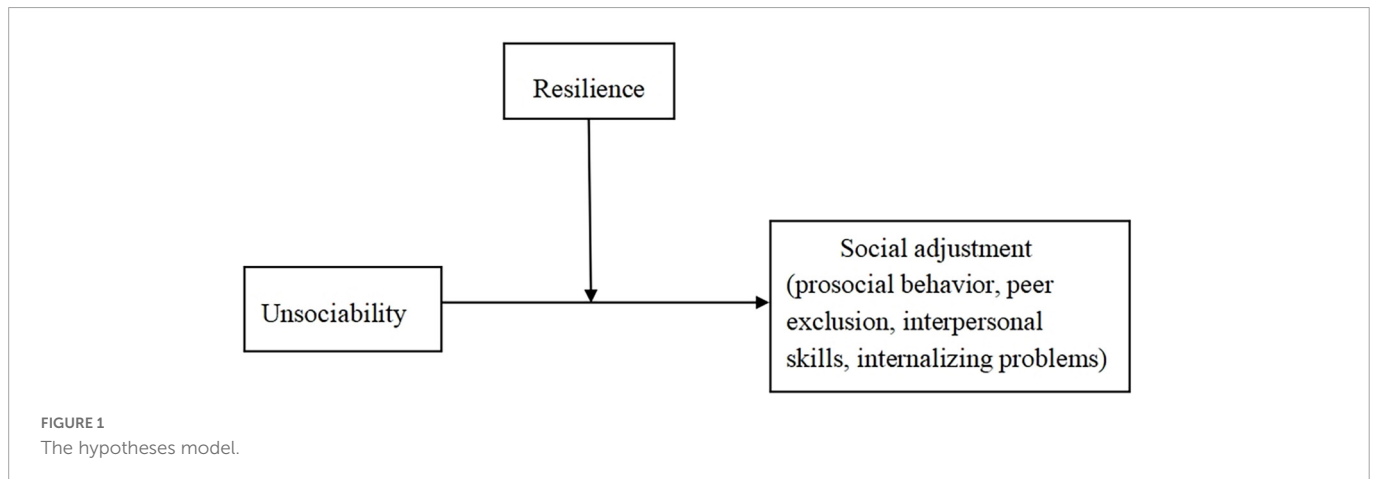 Resilience
Unsociability
Social adjustment
(prosocial behavior, peer
exclusion, interpersonal
skills, internalizing problems)
FIGURE 1
The hypotheses model.